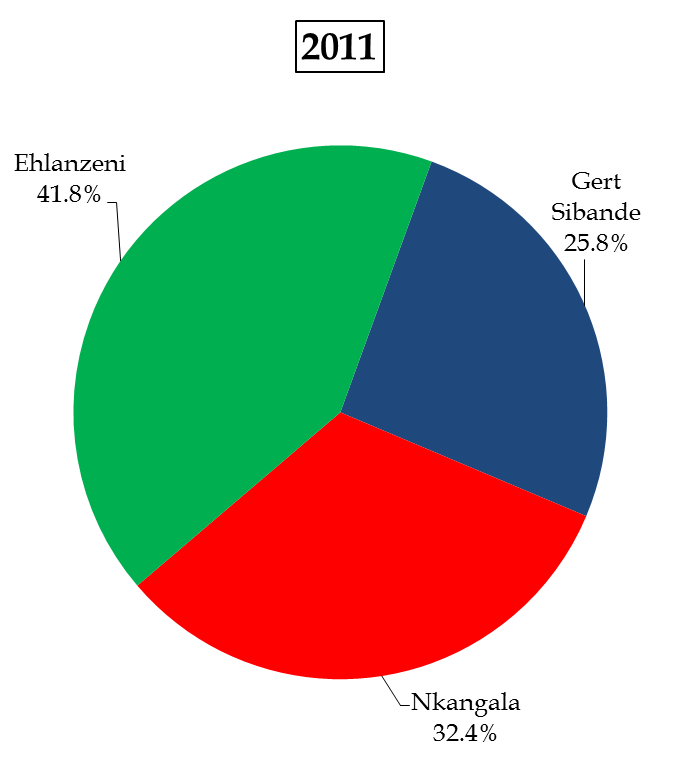 2011
Ehlanzeni
41.8%
Gert
Sibande
25.8%
Nkangala
32.4%